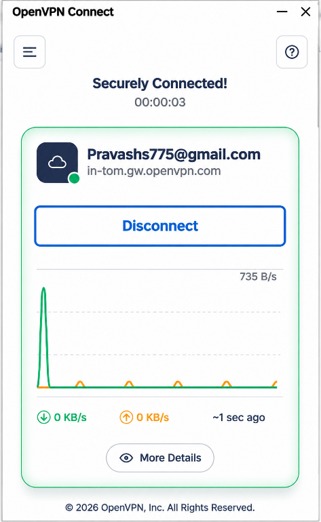 OpenVPN Connect
Securely Connected!
00:00:03
Pravashs775@gmail.com
in-tom.gw.openvpn.com
Disconnect
735 B/s
0 KB/s 0 KB/s ~1 sec ago
More Details
© 2026 OpenVPN, Inc. All Rights Reserved.